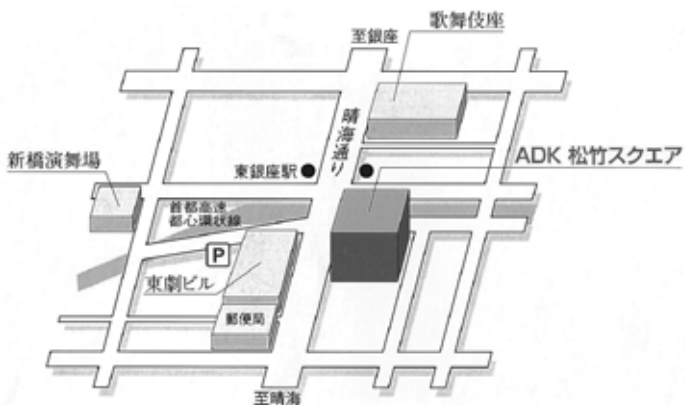 歌舞伎座
至銀座
晴海通り
ADK 松竹スクエア
新橋演舞場
東銀座駅
首都高速
都心環状線
P
東劇ビル
郵便局
至晴海